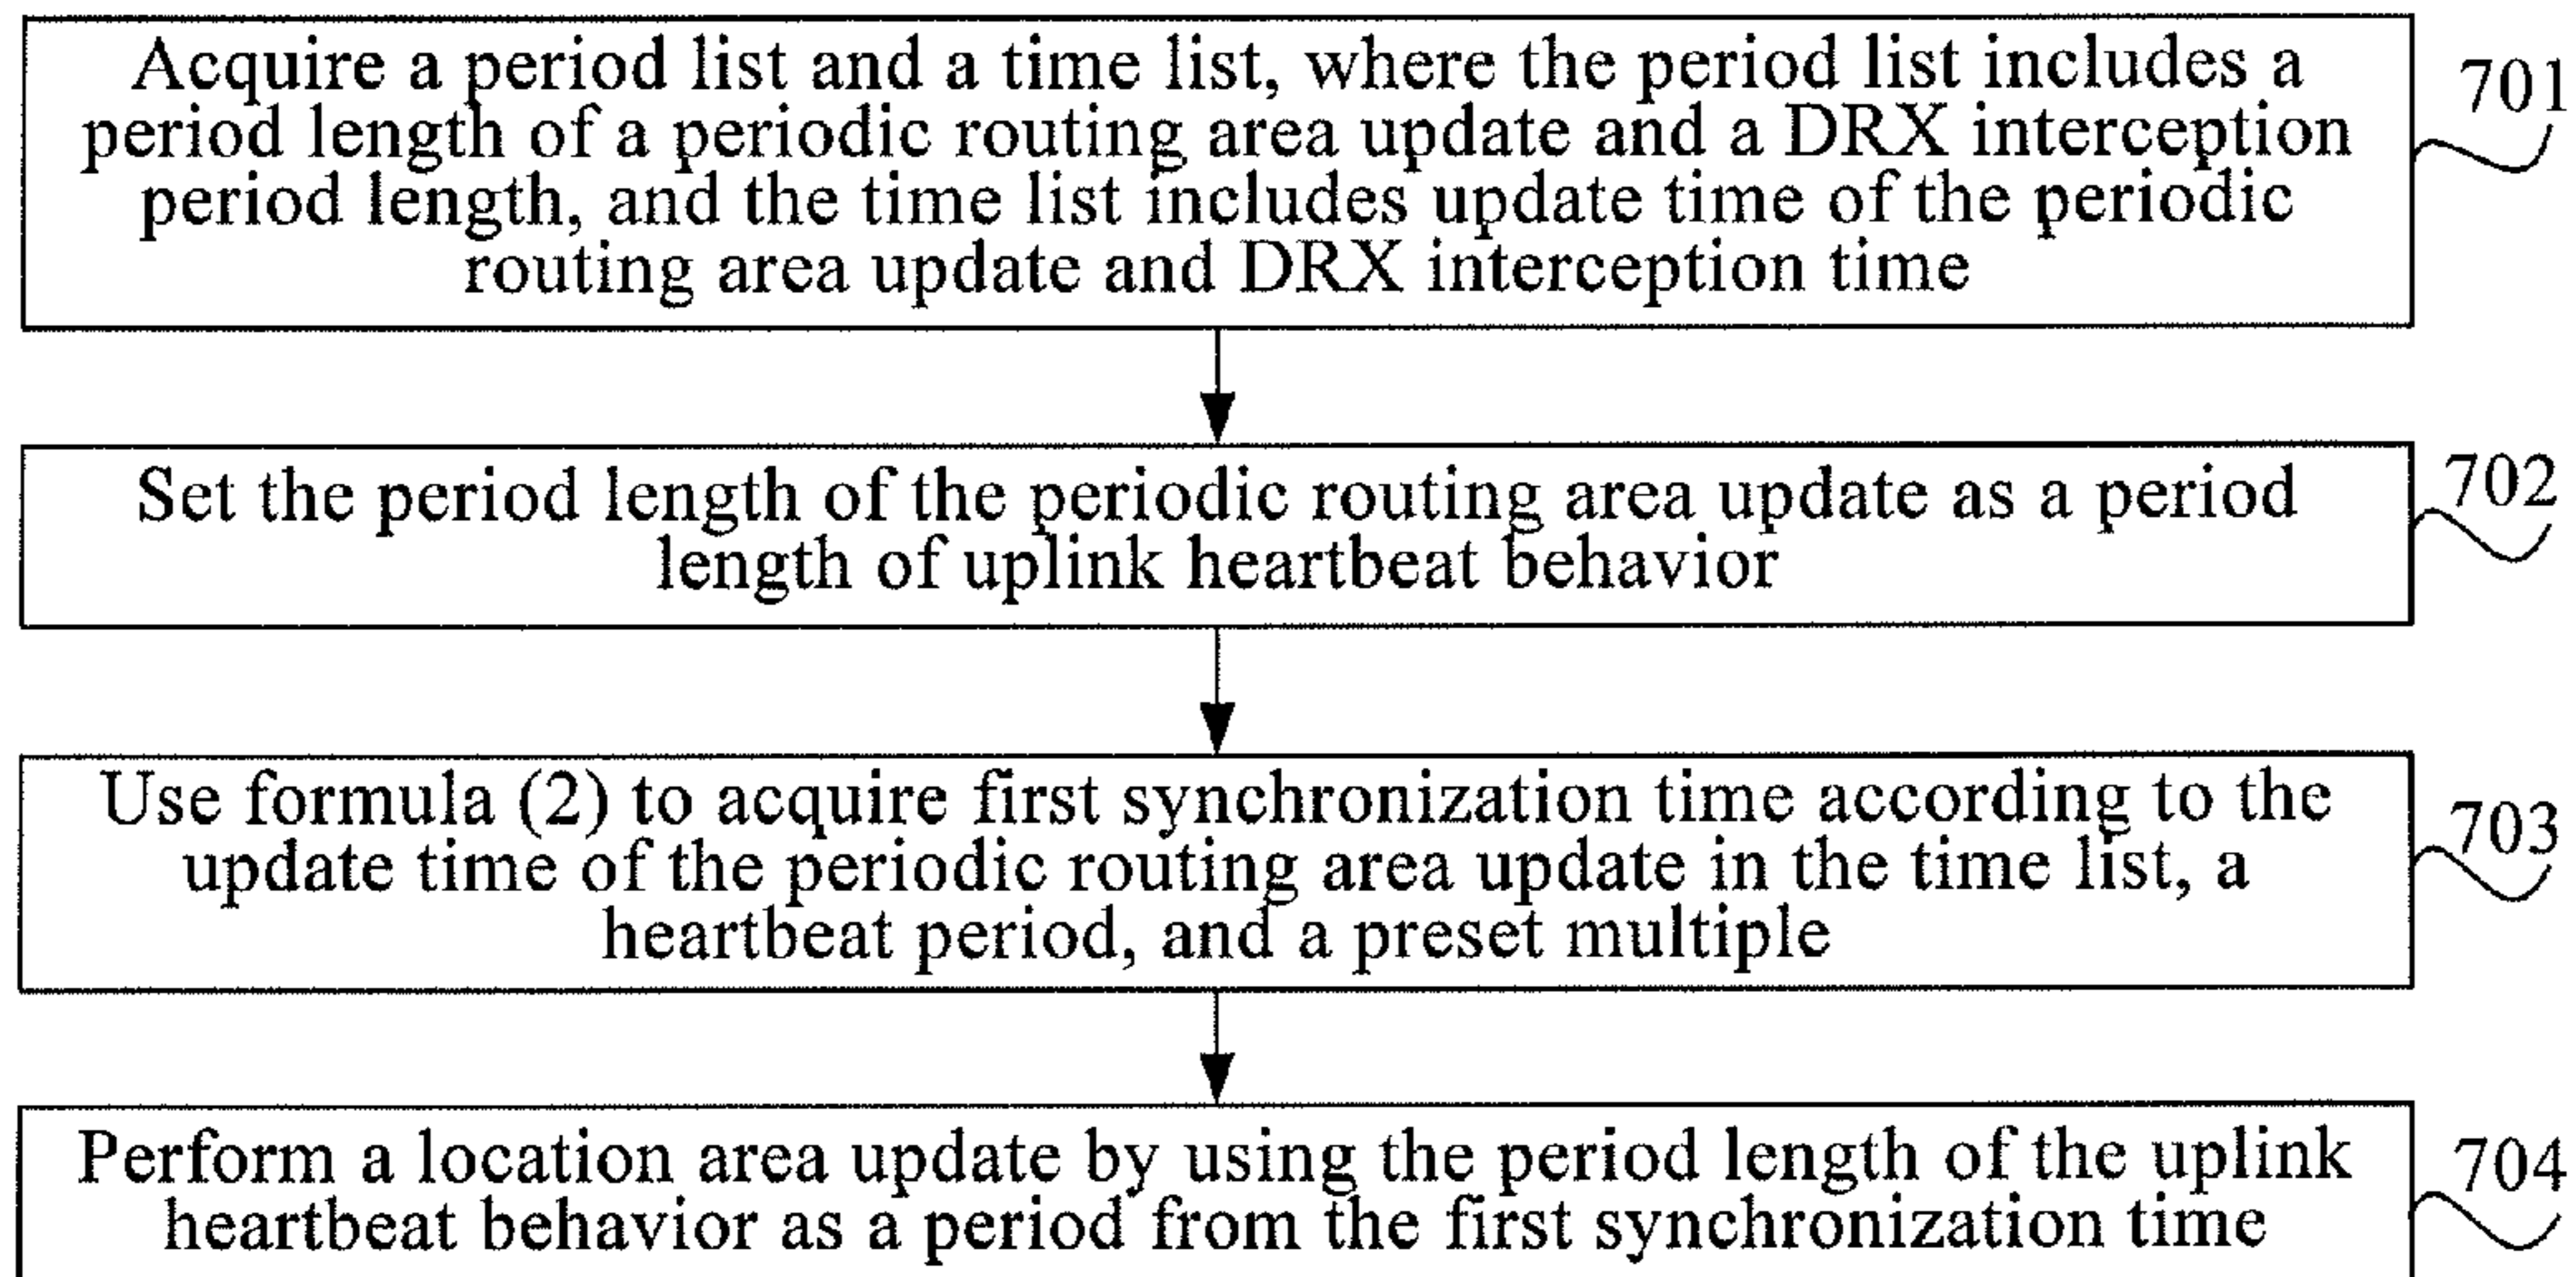 Acquire a period list and a time list, where the period list includes a
period length of a periodic routing area update and a DRX interception
period length, and the time list includes update time of the periodic
routing area update and DRX interception time
701
Set the period length of the periodic routing area update as a period
length of uplink heartbeat behavior
702
Use formula (2) to acquire first synchronization time according to the
update time of the periodic routing area update in the time list, a
heartbeat period, and a preset multiple
703
Perform a location area update by using the period length of the uplink
heartbeat behavior as a period from the first synchronization time
704